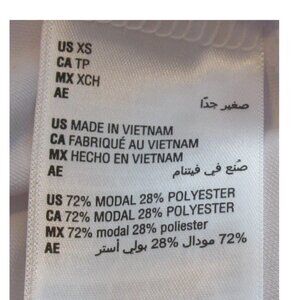 US XS
CA TP
MX XCH
AE
صغير جدًا
US MADE IN VIETNAM
CA FABRIQUÉ AU VIETNAM
MX HECHO EN VIETNAM
AE صُنع في فيتنام
US 72% MODAL 28% POLYESTER
CA 72% MODAL 28% POLYESTER
MX 72% modal 28% poliester
AE 72% مودال 28% بولي أستر